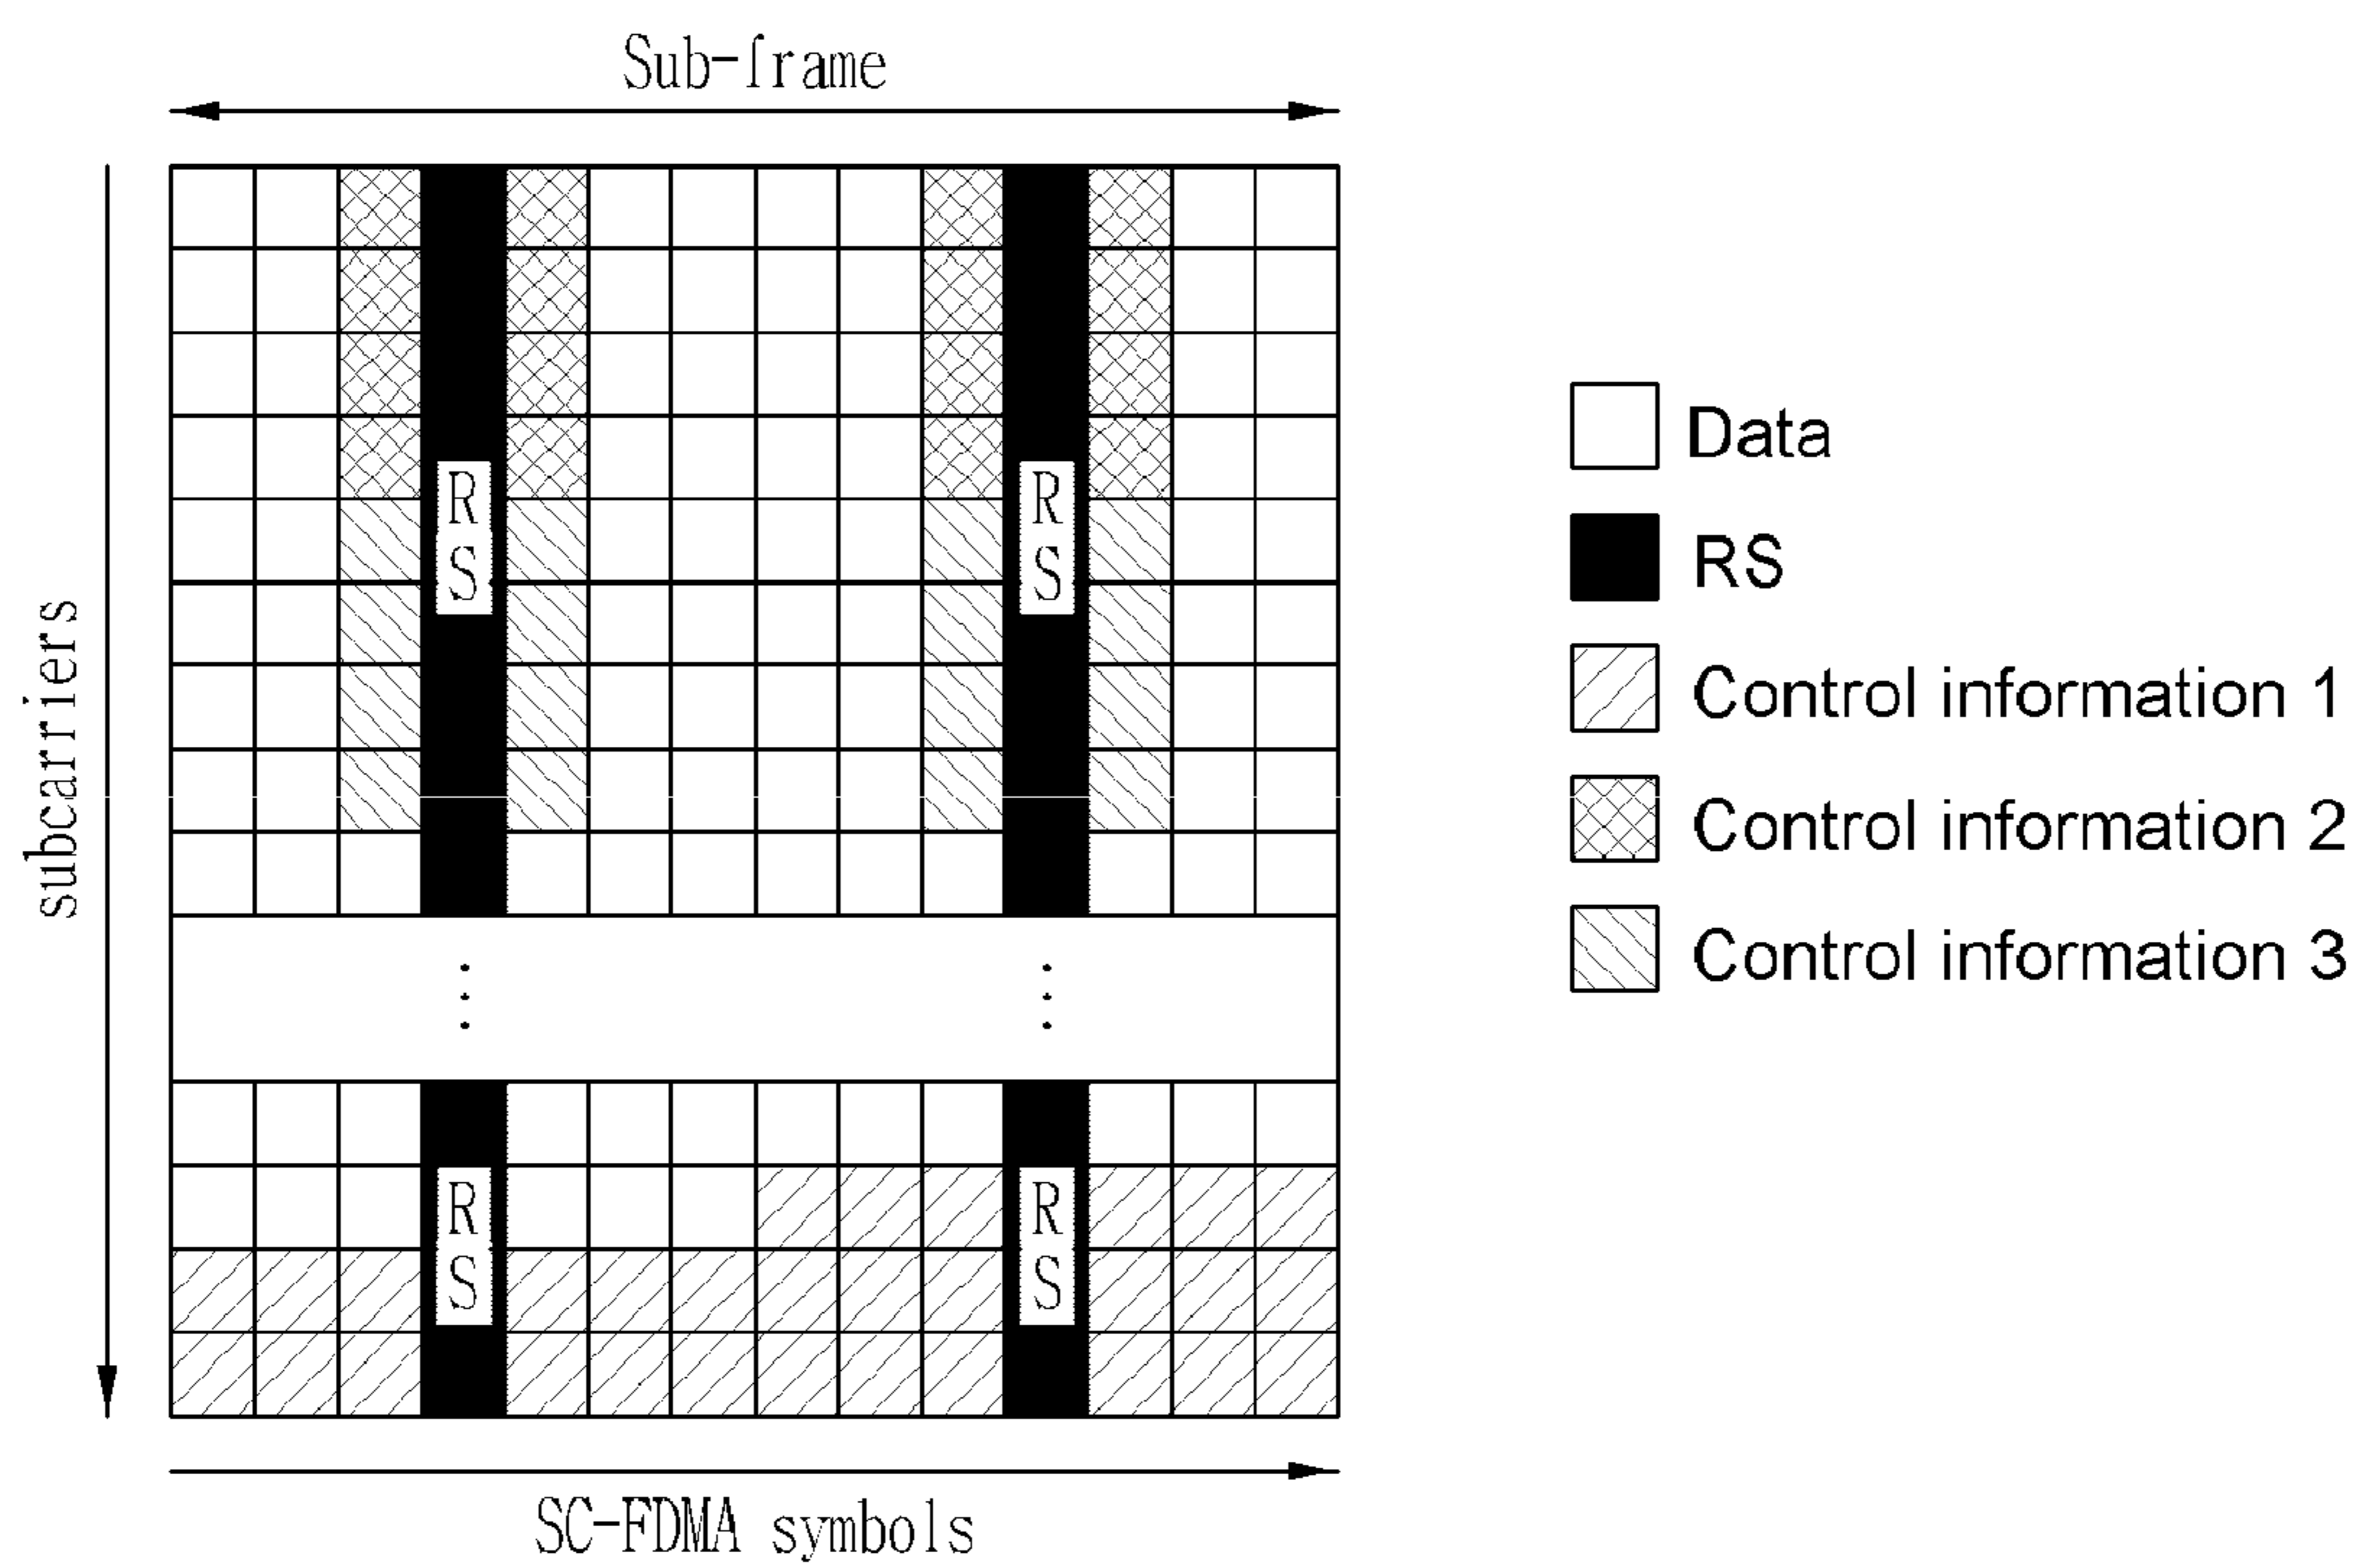 Sub-frame
subcarriers
R
S
R
S
R
S
R
S
SC-FDMA symbols
Data
RS
Control information 1
Control information 2
Control information 3